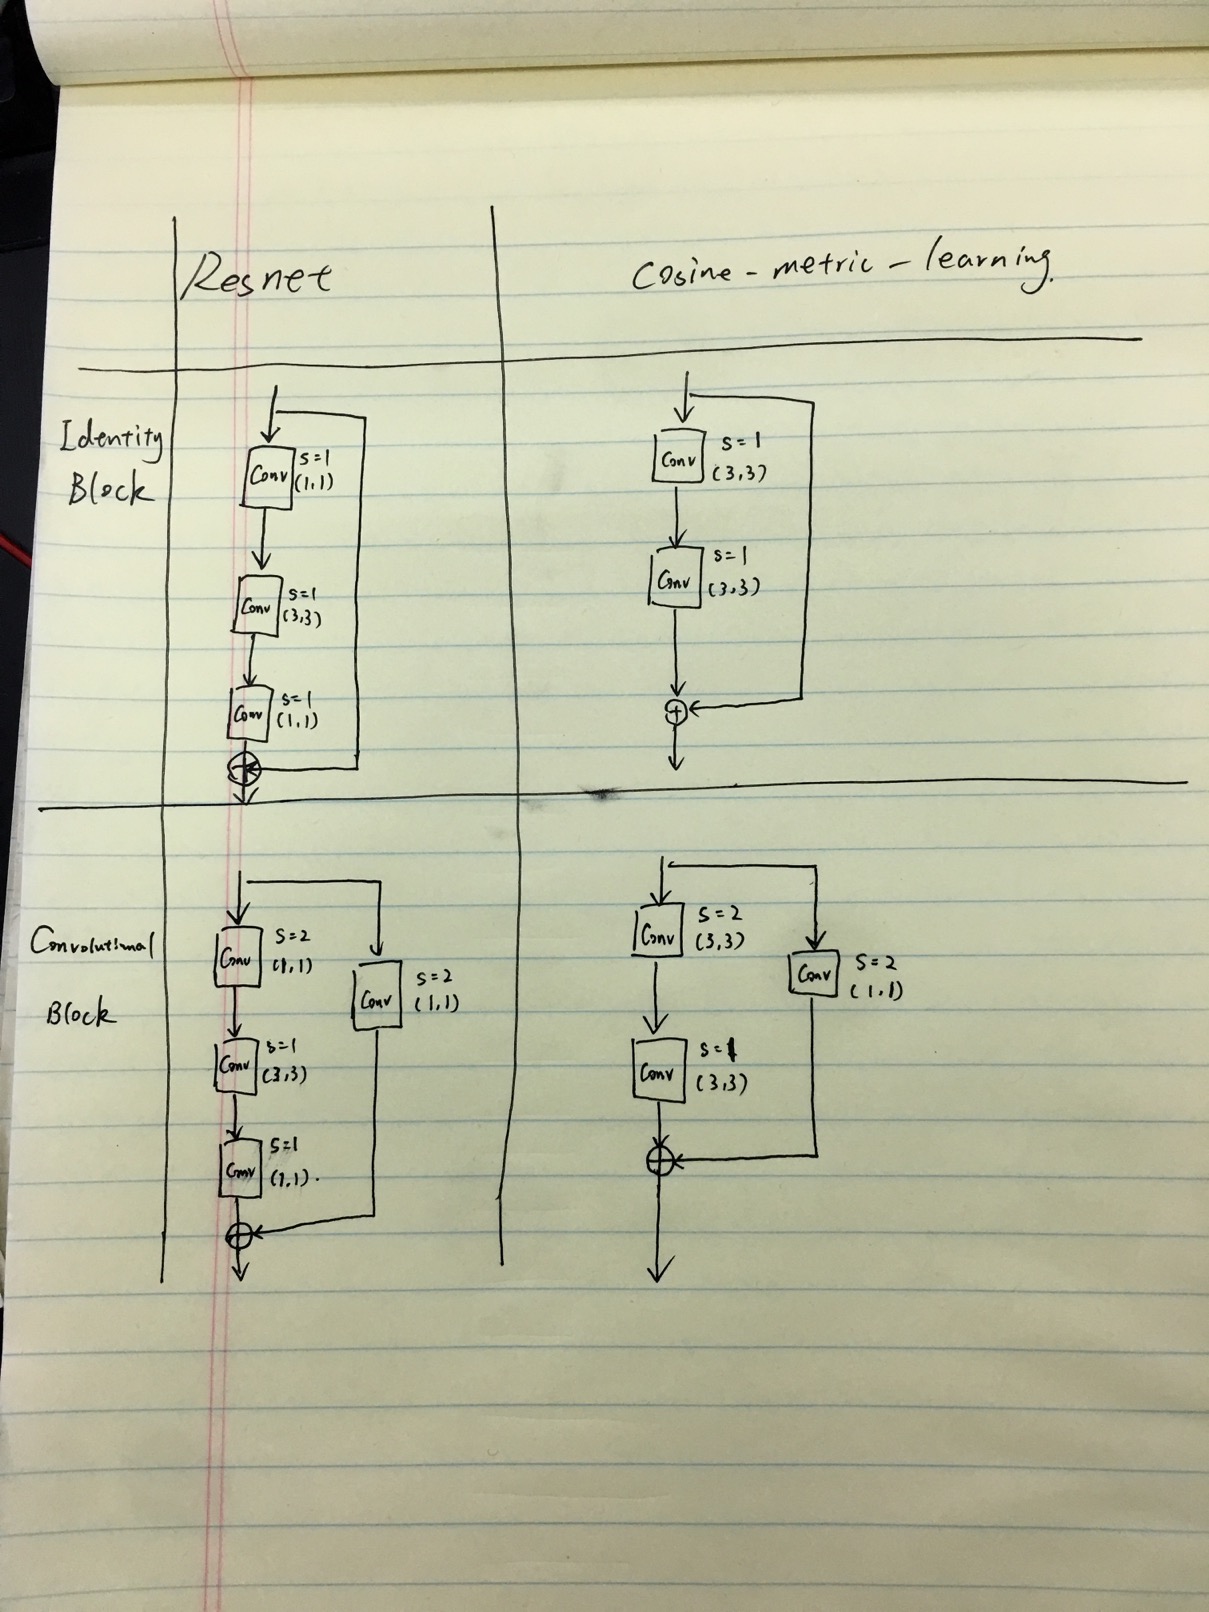 Resnet
Cosine - metric - learning.
Identity
Block
Conv
s=1
(1,1)
Conv
s=1
(3,3)
Conv
s=1
(1,1)
Conv
s=1
(3,3)
Conv
s=1
(3,3)
Convolutional
Block
Conv
s=2
(1,1)
Conv
s=2
(1,1)
Conv
s=1
(3,3)
Conv
s=1
(1,1).
Conv
s=2
(3,3)
Conv
s=2
(1,1)
Conv
s=1
(3,3)